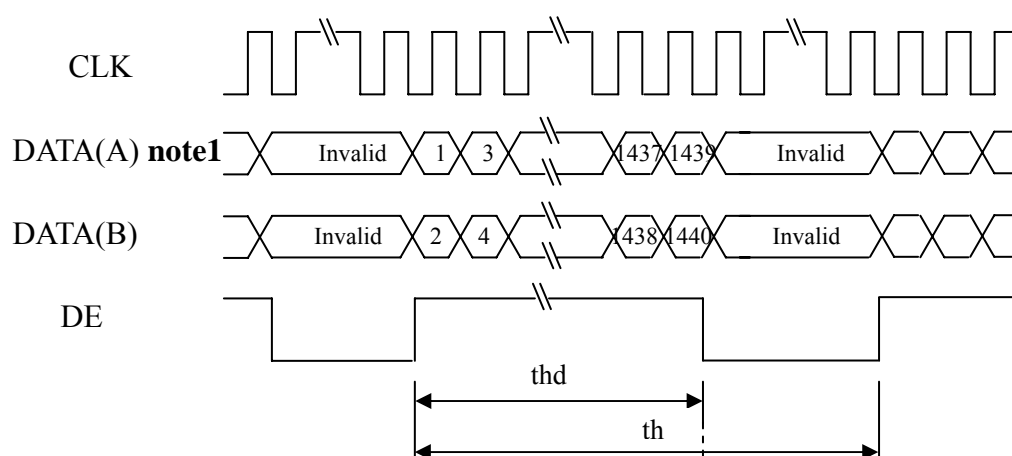 CLK
DATA(A) note1 Invalid 1 3 1437 1439 Invalid
DATA(B) Invalid 2 4 1438 1440 Invalid
DE
thd
th